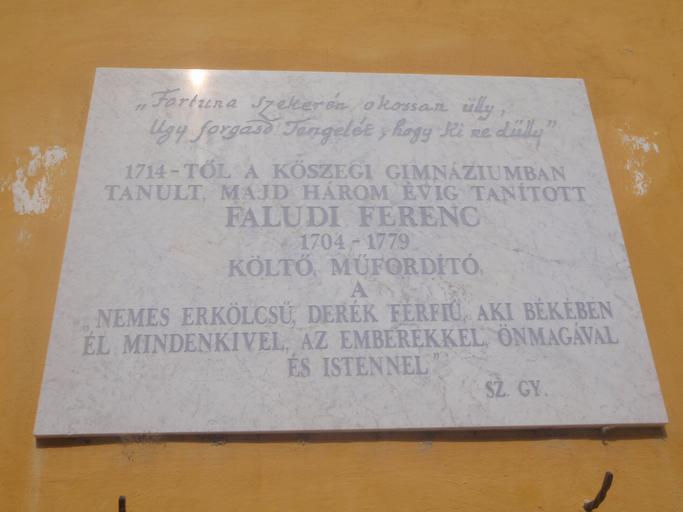 „Fortuna szekerén okossan ülly,
Ugy forgasd Tengelét, hogy ki ne dűlly”
1714-TŐL A KŐSZEGI GIMNÁZIUMBAN
TANULT, MAJD HÁROM ÉVIG TANÍTOTT
FALUDI FERENC
1704 - 1779
KÖLTŐ, MŰFORDÍTÓ,
A
„NEMES ERKÖLCSŰ, DERÉK FÉRFIÚ, AKI BÉKÉBEN
ÉL MINDENKIVEL, AZ EMBEREKKEL, ÖNMAGÁVAL
ÉS ISTENNEL”
SZ. GY.